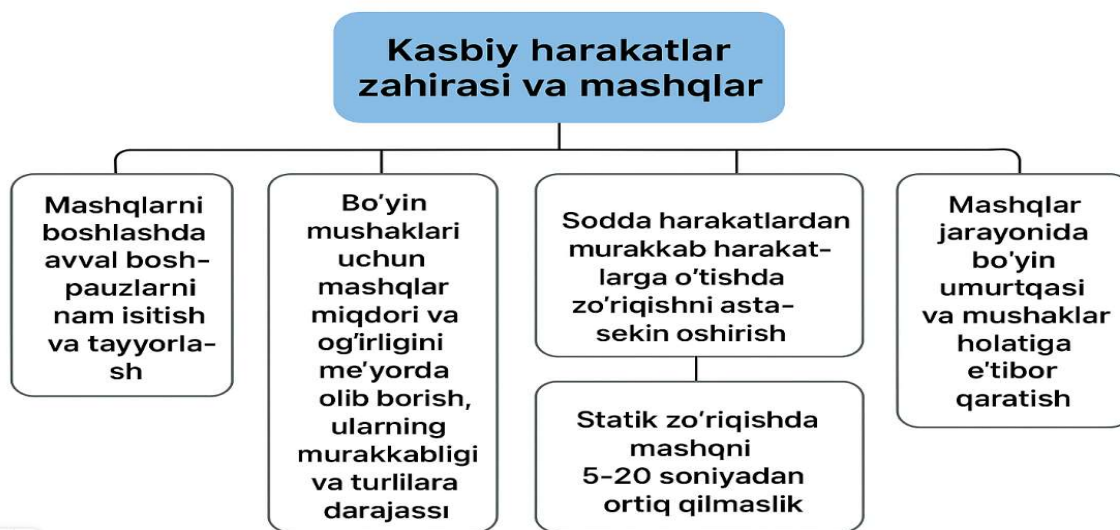 Kasbiy harakatlar
zahirasi va mashqlar
Mashqlarni
boshlashda
avval bosh-
pauzlarni
nam isitish
va tayyorla-
sh
Bo'yin
mushaklari
uchun
mashqlar
miqdori va
og'irligini
me'yorda
olib borish,
ularning
murakkabligi
va turlilara
darajassı
Sodda harakatlardan
murakkab harakat-
larga o'tishda
zo'riqishni asta-
sekin oshirish
Statik zo'riqishda
mashqni
5-20 soniyadan
ortiq qilmaslik
Mashqlar
jarayonida
bo'yin
umurtqasi
va mushaklar
holatiga
e'tibor
qaratish